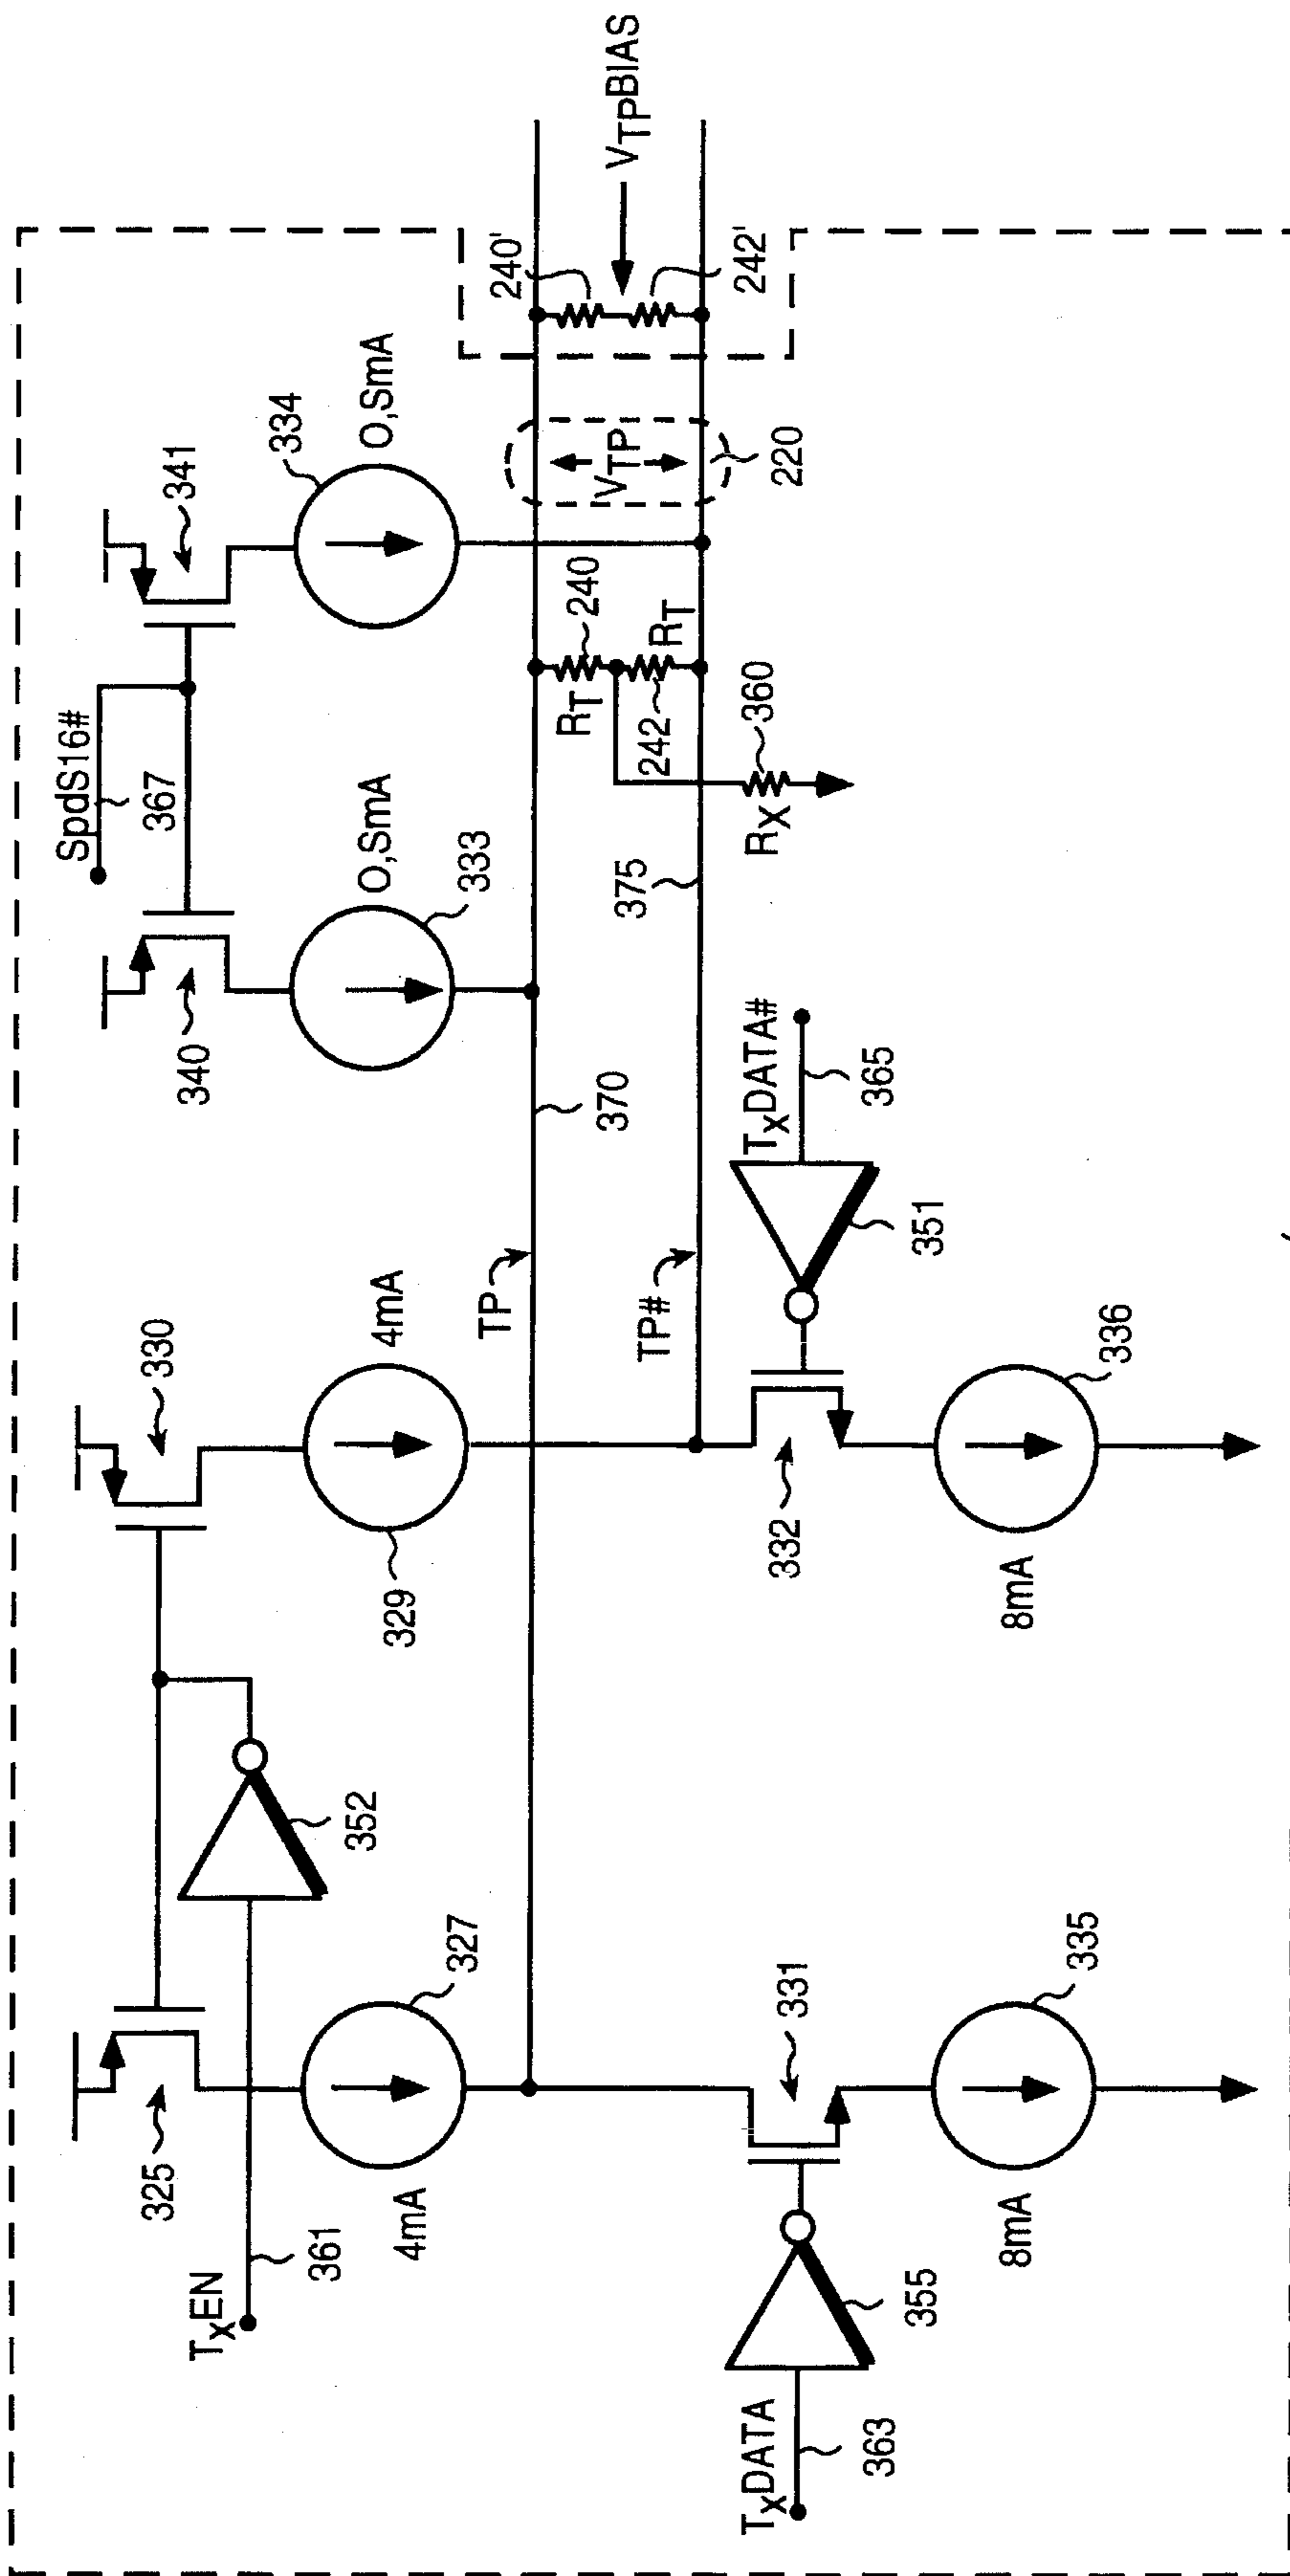 SpdS16#
367
340
341
334
O,SmA
O,SmA
333
330
4mA
329
325
352
TxEN
361
327
4mA
TP
370
TP#
375
RT
240
242
RT
RX
360
VTP
220
240'
242'
VTPBIAS
TxDATA#
365
351
332
336
8mA
331
335
8mA
355
TxDATA
363